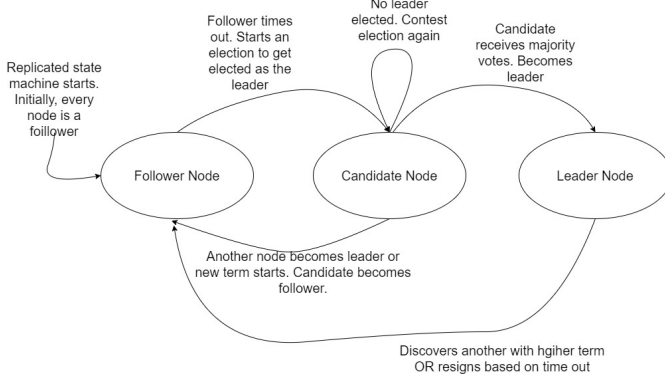 Replicated state
machine starts.
Initially, every
node is a
foillower
Follower times
out. Starts an
election to get
elected as the
leader
No leader
elected. Contest
election again
Candidate
receives majority
votes. Becomes
leader
Follower Node
Candidate Node
Leader Node
Another node becomes leader or
new term starts. Candidate becomes
follower.
Discovers another with hgiher term
OR resigns based on time out